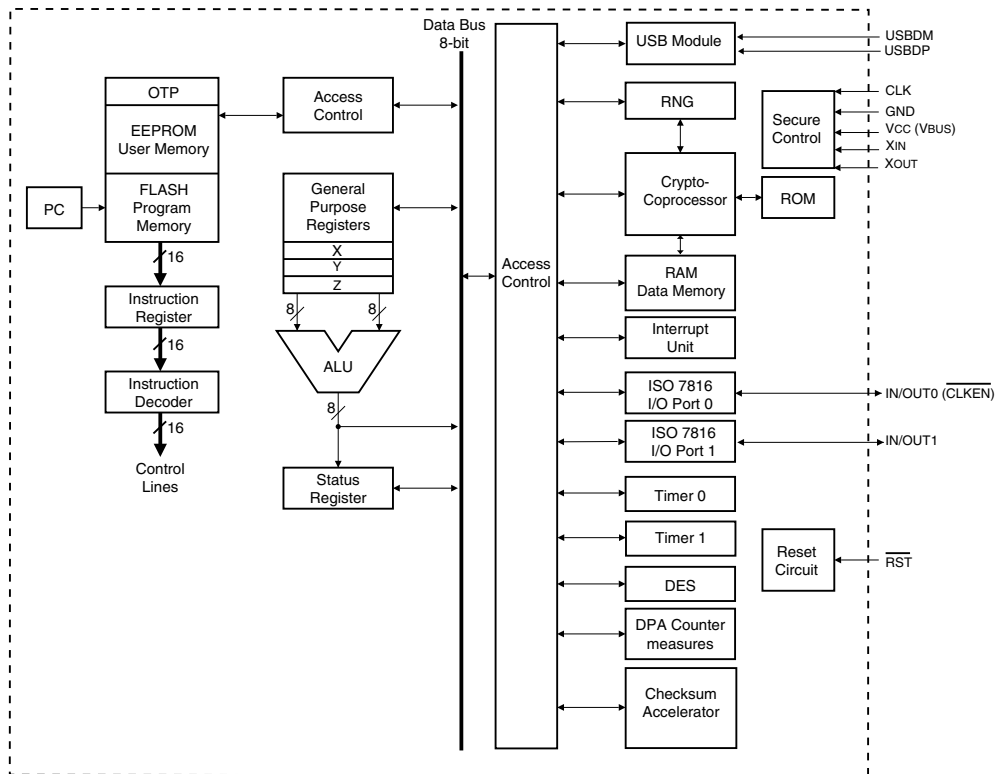 Data Bus
8-bit
OTP
EEPROM
User Memory
FLASH
Program
Memory
PC
16
Instruction
Register
16
Instruction
Decoder
16
Control
Lines
Access
Control
General
Purpose
Registers
X
Y
Z
8
8
ALU
8
Status
Register
Access
Control
USB Module
RNG
Crypto-
Coprocessor
ROM
RAM
Data Memory
Interrupt
Unit
ISO 7816
I/O Port 0
ISO 7816
I/O Port 1
Timer 0
Timer 1
DES
DPA Counter
measures
Checksum
Accelerator
Secure
Control
Reset
Circuit
USBDM
USBDP
CLK
GND
VCC (VBUS)
XIN
XOUT
IN/OUT0 (CLKEN)
IN/OUT1
RST